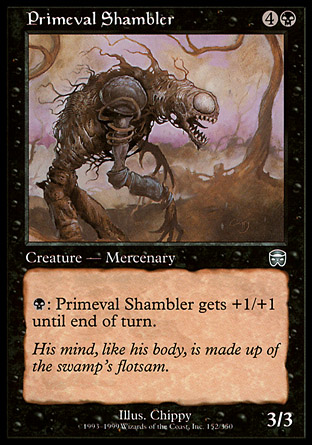 Primeval Shambler 4
Creature — Mercenary
: Primeval Shambler gets +1/+1
until end of turn.
His mind, like his body, is made up of
the swamp's flotsam.
Illus. Chippy
©1993-1999 Wizards of the Coast, Inc. 152/350
3/3